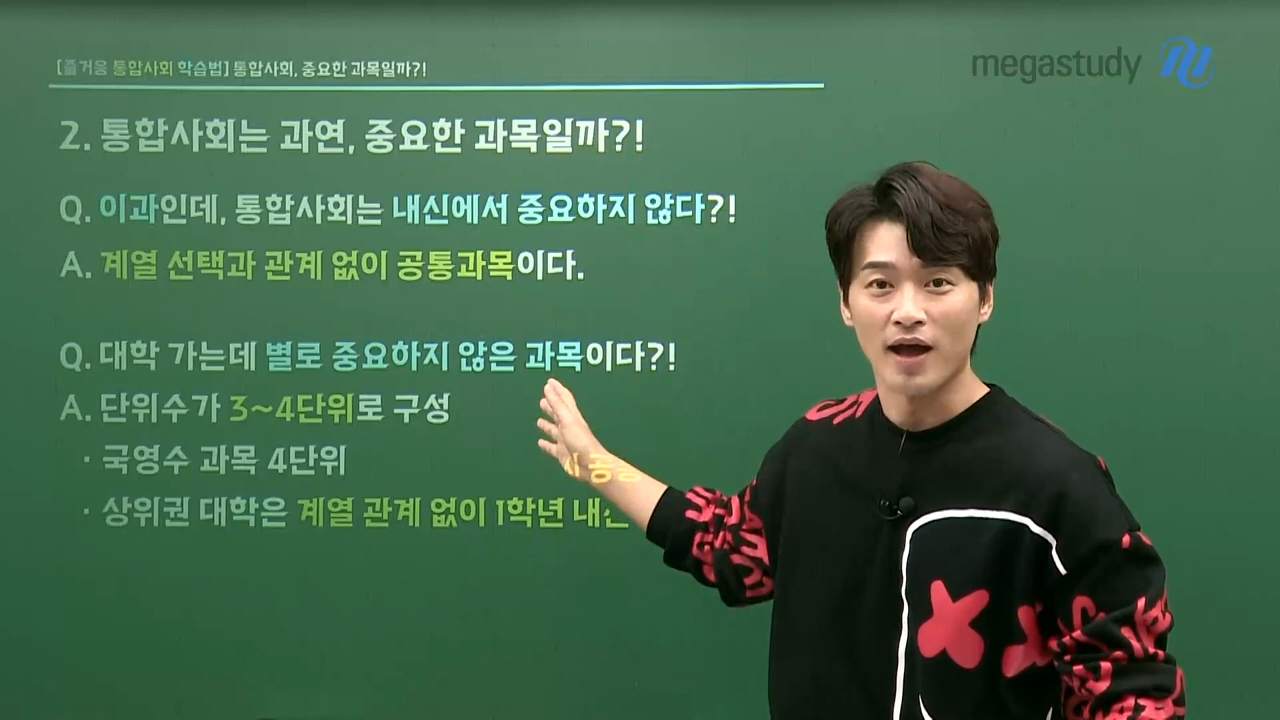 [즐거움 통합사회 학습법] 통합사회, 중요한 과목일까?!
megastudy
2. 통합사회는 과연, 중요한 과목일까?!
Q. 이과인데, 통합사회는 내신에서 중요하지 않다?!
A. 계열 선택과 관계 없이 공통과목이다.
Q. 대학 가는데 별로 중요하지 않은 과목이다?!
A. 단위수가 3~4단위로 구성
· 국영수 과목 4단위
· 상위권 대학은 계열 관계 없이 1학년 내신